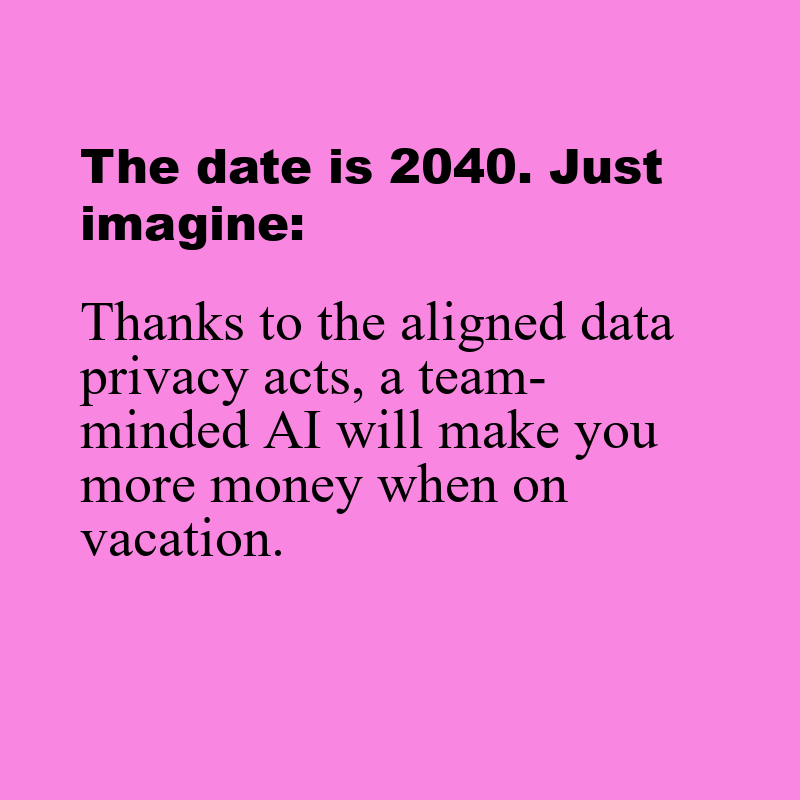 The date is 2040. Just
imagine:
Thanks to the aligned data
privacy acts, a team-
minded AI will make you
more money when on
vacation.